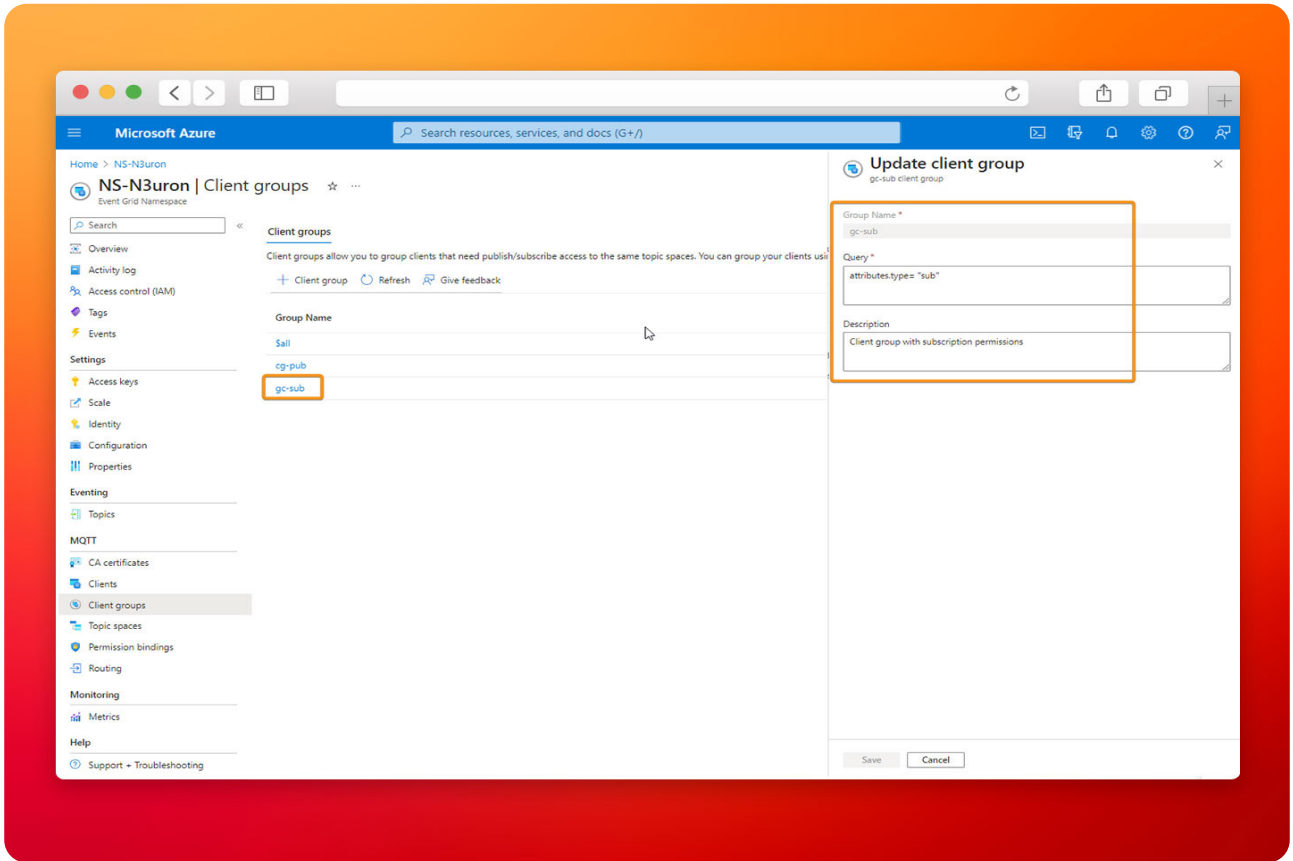 Microsoft Azure
Search resources, services, and docs (G+/)
Home > NS-N3uron
NS-N3uron | Client groups
Event Grid Namespace
Search
Overview
Activity log
Access control (IAM)
Tags
Events
Settings
Access keys
Scale
Identity
Configuration
Properties
Eventing
Topics
MQTT
CA certificates
Clients
Client groups
Topic spaces
Permission bindings
Routing
Monitoring
Metrics
Help
Support + Troubleshooting
Client groups
Client groups allow you to group clients that need publish/subscribe access to the same topic spaces. You can group your clients usi
Client group Refresh Give feedback
Group Name
$all
cg-pub
gc-sub
Update client group
gc-sub client group
Group Name *
gc-sub
Query *
attributes.type= "sub"
Description
Client group with subscription permissions
Save Cancel